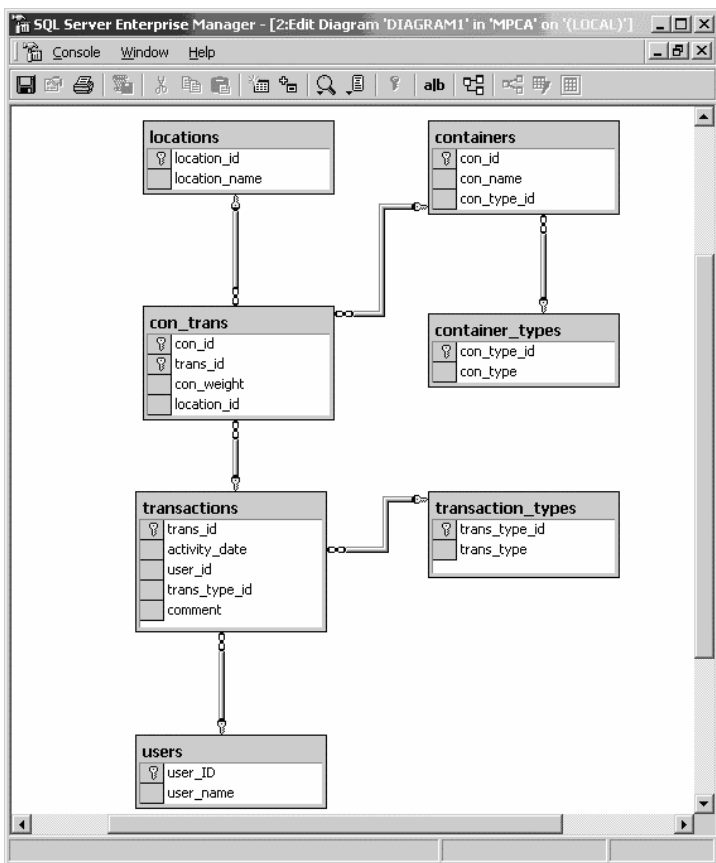 SQL Server Enterprise Manager - [2:Edit Diagram 'DIAGRAM1' in 'MPCA' on '(LOCAL)']
Console Window Help
a|b
locations
location_id
location_name
containers
con_id
con_name
con_type_id
con_trans
con_id
trans_id
con_weight
location_id
container_types
con_type_id
con_type
transactions
trans_id
activity_date
user_id
trans_type_id
comment
transaction_types
trans_type_id
trans_type
users
user_ID
user_name